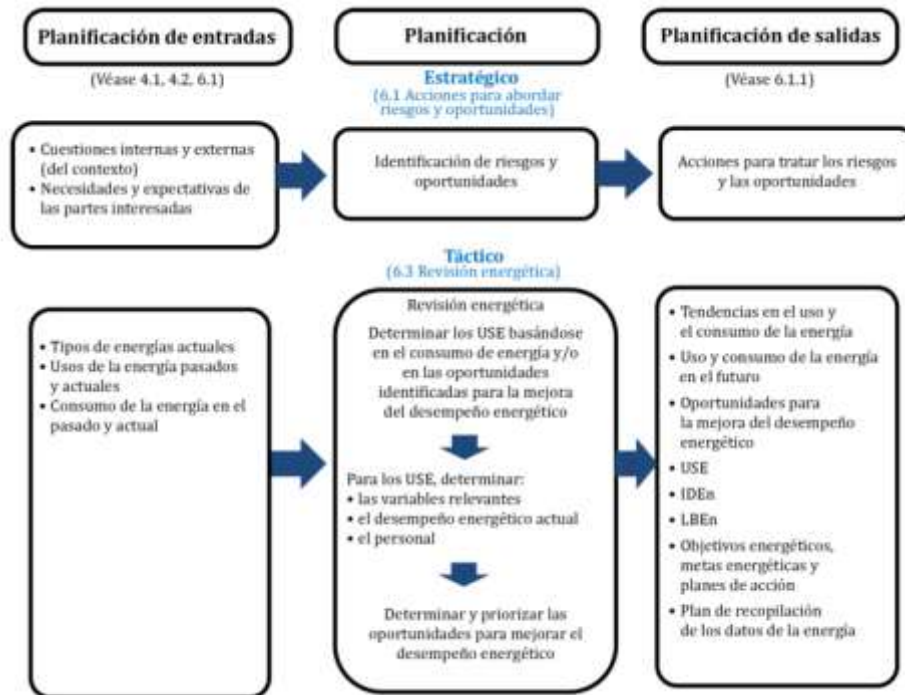 Planificación de entradas
(Véase 4.1, 4.2, 6.1)
Planificación
Estratégico
(6.1 Acciones para abordar
riesgos y oportunidades)
Planificación de salidas
(Véase 6.1.1)
• Cuestiones internas y externas
(del contexto)
• Necesidades y expectativas de
las partes interesadas
Identificación de riesgos y
oportunidades
Acciones para tratar los riesgos
y las oportunidades
Táctico
(6.3 Revisión energética)
• Tipos de energías actuales
• Usos de la energía pasados
y actuales
• Consumo de la energía en el
pasado y actual
Revisión energética
Determinar los USE basándose
en el consumo de energía y/o
en las oportunidades
identificadas para la mejora
del desempeño energético
Para los USE, determinar:
• las variables relevantes
• el desempeño energético actual
• el personal
Determinar y priorizar las
oportunidades para mejorar el
desempeño energético
• Tendencias en el uso y
el consumo de la energía
• Uso y consumo de la energía
en el futuro
• Oportunidades para
la mejora del desempeño
energético
• USE
• IDEn
• LBEn
• Objetivos energéticos,
metas energéticas y
planes de acción
• Plan de recopilación
de los datos de la energía